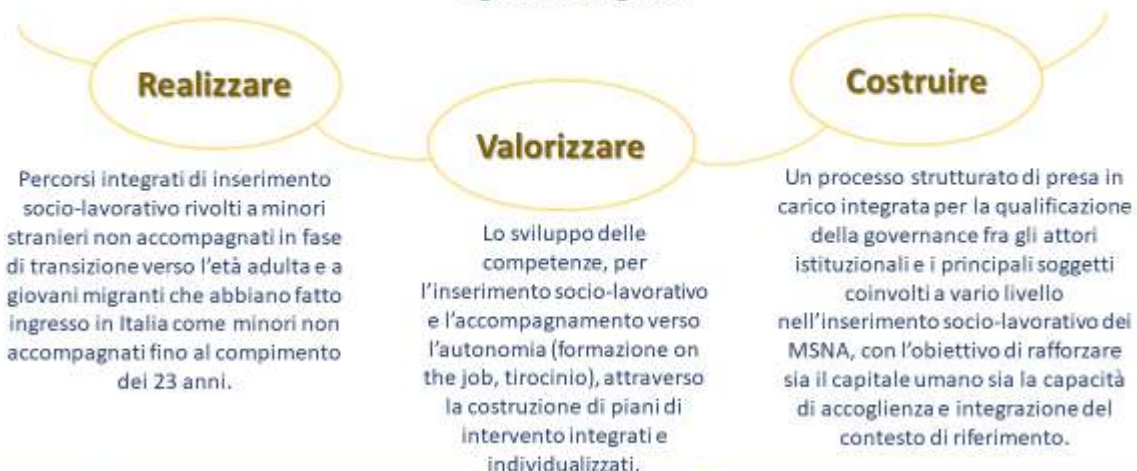 Realizzare
Percorsi integrati di inserimento
socio-lavorativo rivolti a minori
stranieri non accompagnati in fase
di transizione verso l'età adulta e a
giovani migranti che abbiano fatto
ingresso in Italia come minori non
accompagnati fino al compimento
dei 23 anni.
Valorizzare
Lo sviluppo delle
competenze, per
l'inserimento socio-lavorativo
e l'accompagnamento verso
l'autonomia (formazione on
the job, tirocinio), attraverso
la costruzione di piani di
intervento integrati e
individualizzati.
Costruire
Un processo strutturato di presa in
carico integrata per la qualificazione
della governance fra gli attori
istituzionali e i principali soggetti
coinvolti a vario livello
nell'inserimento socio-lavorativo dei
MSNA, con l'obiettivo di rafforzare
sia il capitale umano sia la capacità
di accoglienza e integrazione del
contesto di riferimento.